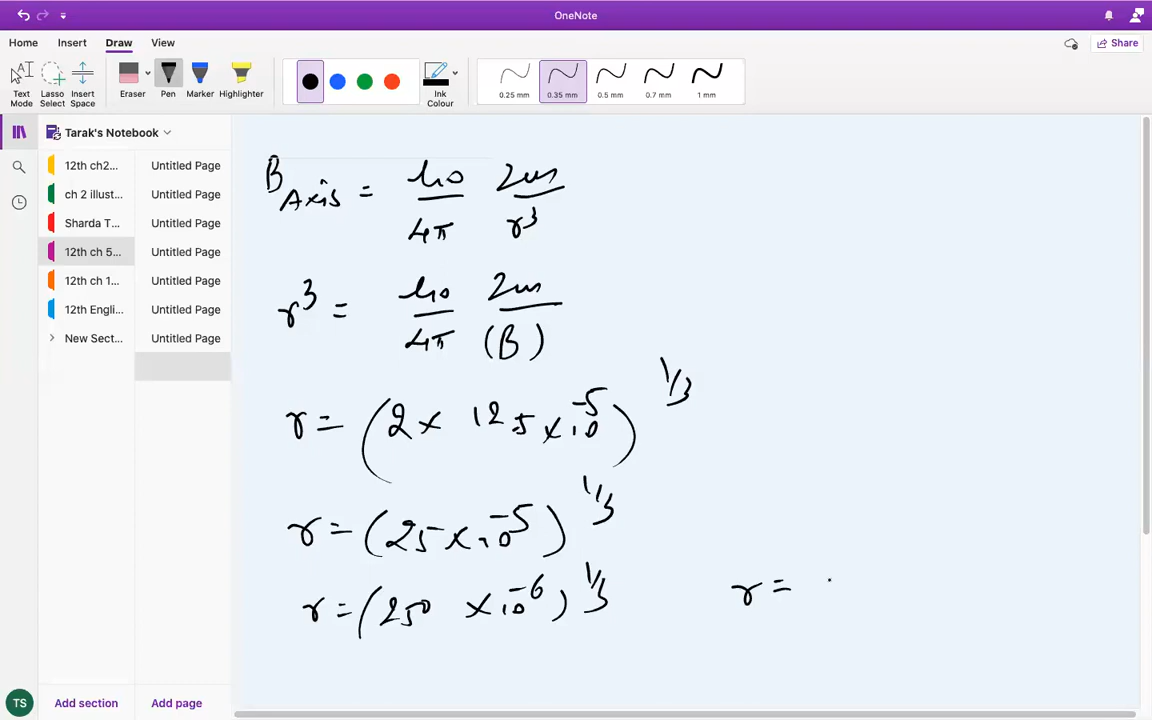 OneNote
Home Insert Draw View
Share
Text Mode
Lasso Select
Insert Space
Eraser
Pen
Marker
Highlighter
Ink Colour
0.25 mm
0.35 mm
0.5 mm
0.7 mm
1 mm
Tarak's Notebook
12th ch2... Untitled Page
ch 2 illust... Untitled Page
Sharda T... Untitled Page
12th ch 5... Untitled Page
12th ch 1... Untitled Page
12th Engli... Untitled Page
New Sect... Untitled Page
B_Axis = μ0/4π 2m/r^3
r^3 = μ0/4π 2m/(B)
r = (2 × 12.5 × 10^-5)^1/3
r = (25 × 10^-5)^1/3
r = (250 × 10^-6)^1/3 r = .
TS Add section Add page